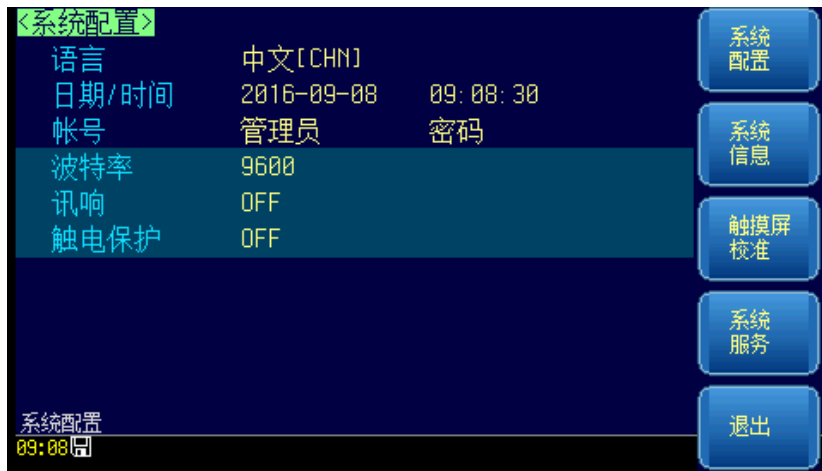 <系统配置>
语言 中文[CHN]
日期/时间 2016-09-08 09:08:30
帐号 管理员 密码
波特率 9600
讯响 OFF
触电保护 OFF
系统配置
09:08
系统
配置
系统
信息
触摸屏
校准
系统
服务
退出